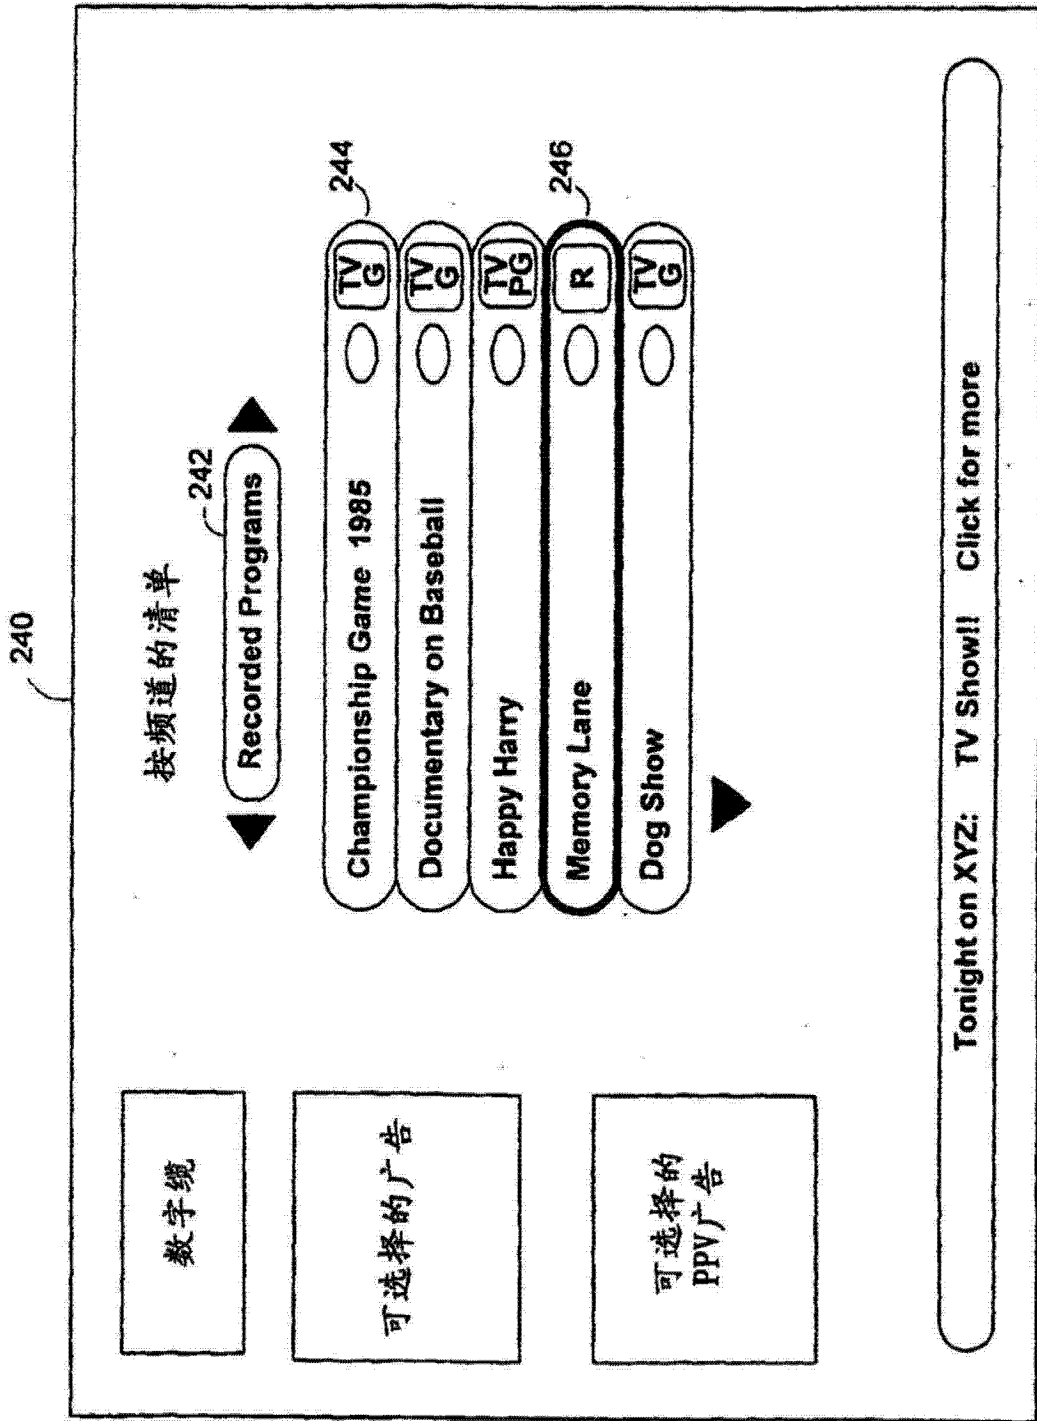 240
按频道的清单
242
Recorded Programs
244
Championship Game 1985
TV
G
Documentary on Baseball
TV
G
Happy Harry
TV
PG
246
Memory Lane
R
Dog Show
TV
G
数字缆
可选择的广告
可选择的
PPV广告
Tonight on XYZ: TV Show!! Click for more